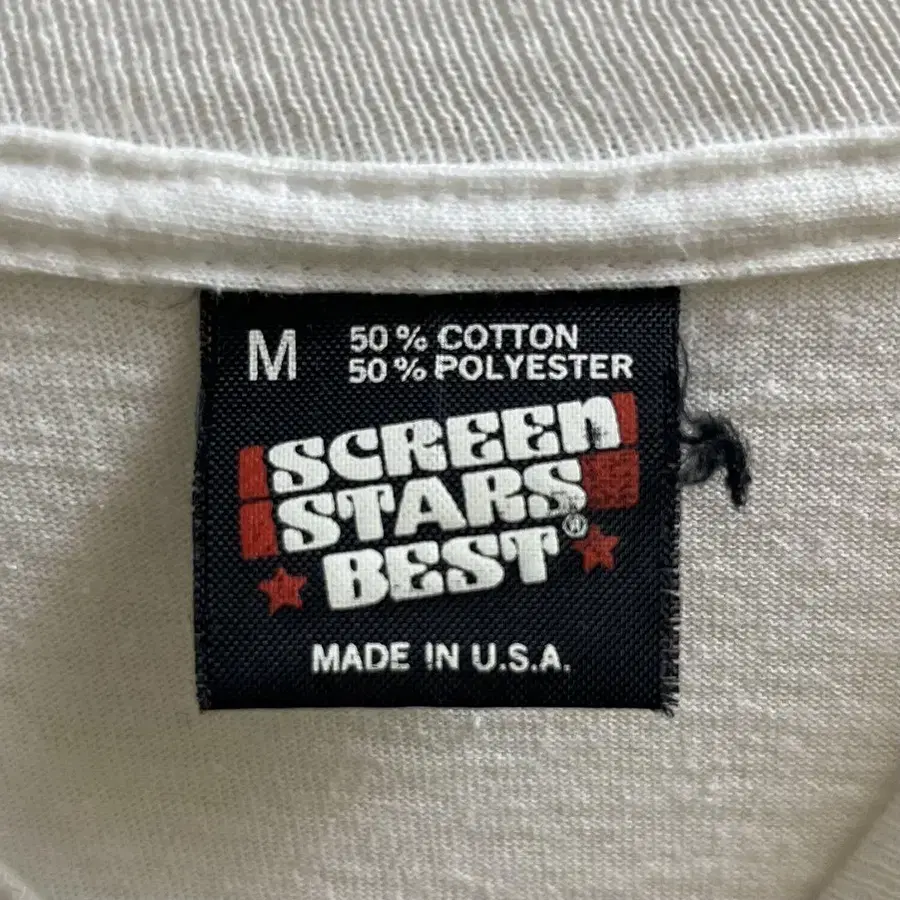 M
50% COTTON
50% POLYESTER
SCREEN
STARS
BEST®
MADE IN U.S.A.